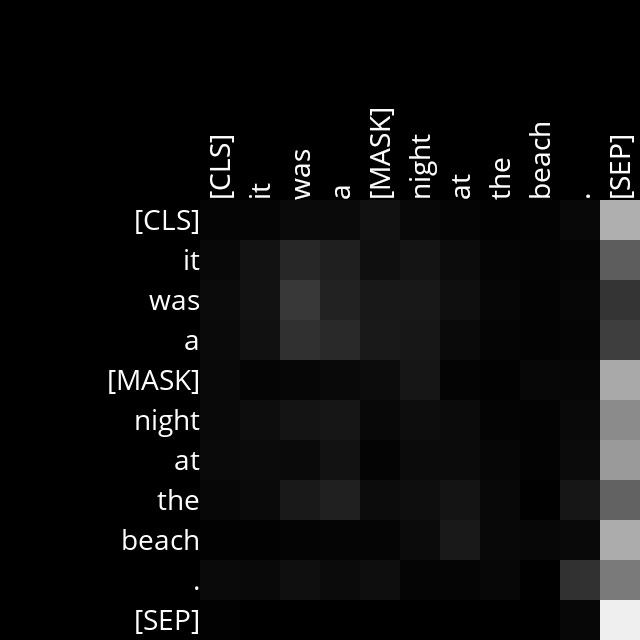 [CLS] it was a [MASK] night at the beach . [SEP]
[CLS]
it
was
a
[MASK]
night
at
the
beach
.
[SEP]